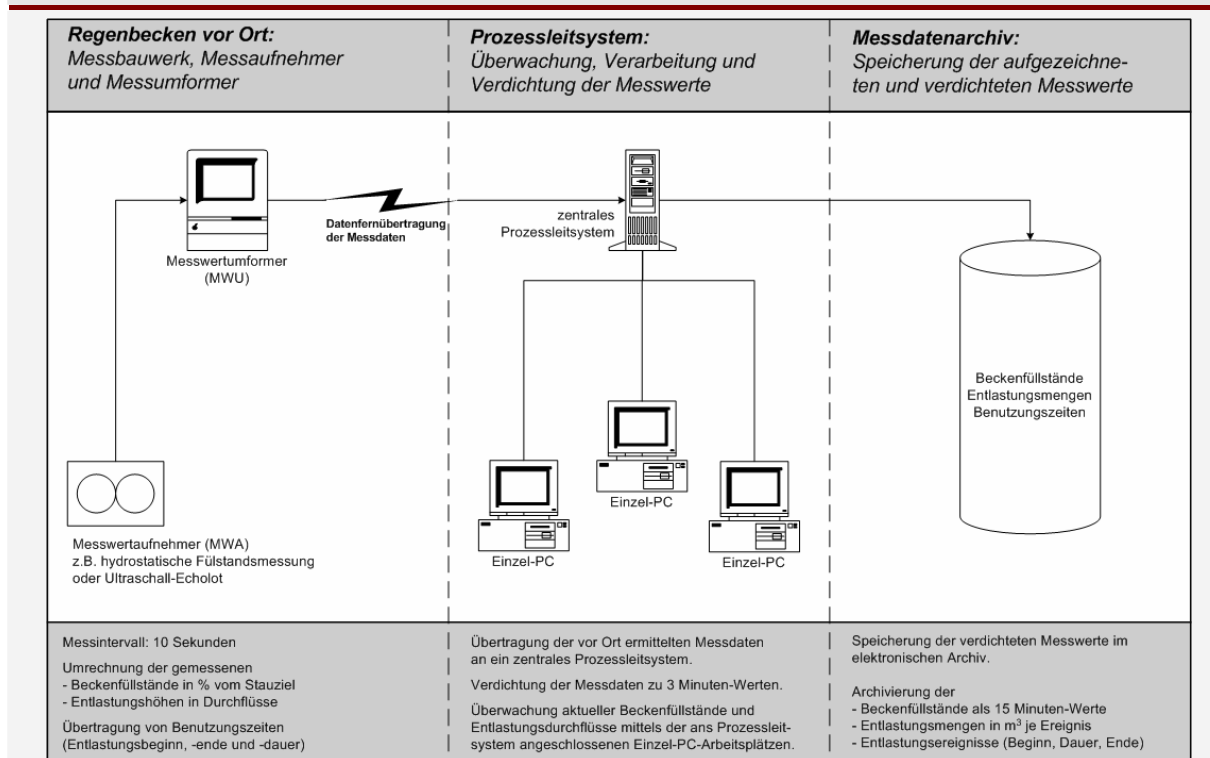 Regenbecken vor Ort:
Messbauwerk, Messaufnehmer
und Messumformer
Prozessleitsystem:
Überwachung, Verarbeitung und
Verdichtung der Messwerte
Messdatenarchiv:
Speicherung der aufgezeichne-
ten und verdichteten Messwerte
Messwertumformer
(MWU)
Datenfernübertragung
der Messdaten
zentrales
Prozessleitsystem
Messwertaufnehmer (MWA)
z.B. hydrostatische Fülstandsmessung
oder Ultraschall-Echolot
Einzel-PC
Einzel-PC
Einzel-PC
Beckenfüllstände
Entlastungsmengen
Benutzungszeiten
Messintervall: 10 Sekunden
Umrechnung der gemessenen
- Beckenfüllstände in % vom Stauziel
- Entlastungshöhen in Durchflüsse
Übertragung von Benutzungszeiten
(Entlastungsbeginn, -ende und -dauer)
Übertragung der vor Ort ermittelten Messdaten
an ein zentrales Prozessleitsystem.
Verdichtung der Messdaten zu 3 Minuten-Werten.
Überwachung aktueller Beckenfüllstände und
Entlastungsdurchflüsse mittels der ans Prozessleit-
system angeschlossenen Einzel-PC-Arbeitsplätzen.
Speicherung der verdichteten Messwerte im
elektronischen Archiv.
Archivierung der
- Beckenfüllstände als 15 Minuten-Werte
- Entlastungsmengen in m³ je Ereignis
- Entlastungsereignisse (Beginn, Dauer, Ende)